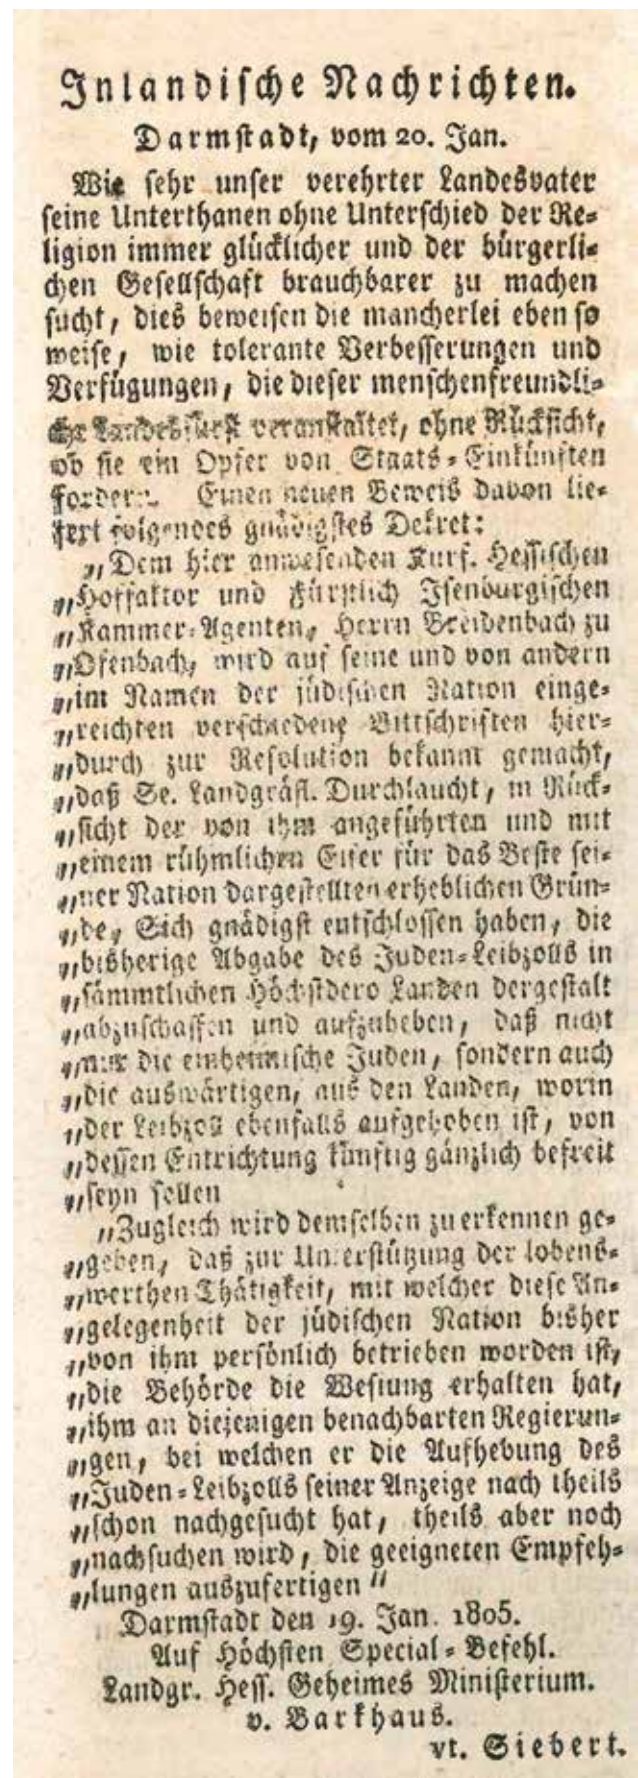 Inlandische Nachrichten.
Darmstadt, vom 20. Jan.
Wie sehr unser verehrter Landesvater
seine Unterthanen ohne Unterschied der Re-
ligion immer glücklicher und der bürgerli-
chen Gesellschaft brauchbarer zu machen
sucht, dies beweisen die mancherlei eben so
weise, wie tolerante Verbesserungen und
Verfügungen, die dieser menschenfreundli-
che Landesfürst veranstaltet, ohne Rücksicht,
ob sie ein Opfer von Staats-Einkünften
fordern. Einen neuen Beweis davon lie-
fert folgendes gnädigstes Dekret:
„Dem hier anwesenden Kurf. Hessischen
„Hoffaktor und Fürstlich Isenburgischen
„Kammer-Agenten, Herrn Breidenbach zu
„Ofenbach, wird auf seine und von andern
„im Namen der jüdischen Nation einge-
„reichten verschiedene Bittschriften hier-
„durch zur Resolution bekannt gemacht,
„daß Se. Landgräfl. Durchlaucht, in Rück-
„sicht der von ihm angeführten und mit
„einem rühmlichen Eifer für das Beste sei-
„ner Nation dargestellten erheblichen Grün-
„de, Sich gnädigst entschlossen haben, die
„bisherige Abgabe des Juden-Leibzolls in
„sämmtlichen Höchstdero Landen dergestalt
„abzuschaffen und aufzuheben, daß nicht
„nur die einheimische Juden, sondern auch
„die auswärtigen, aus den Landen, worin
„der Leibzoll ebenfalls aufgehoben ist, von
„dessen Entrichtung künftig gänzlich befreit
„seyn sollen
„Zugleich wird demselben zu erkennen ge-
„geben, daß zur Unterstützung der lobens-
„werthen Thätigkeit, mit welcher diese An-
„gelegenheit der jüdischen Nation bisher
„von ihm persönlich betrieben worden ist,
„die Behörde die Weisung erhalten hat,
„ihm an diejenigen benachbarten Regierun-
„gen, bei welchen er die Aufhebung des
„Juden-Leibzolls seiner Anzeige nach theils
„schon nachgesucht hat, theils aber noch
„nachsuchen wird, die geeigneten Empfeh-
„lungen auszufertigen“
Darmstadt den 19. Jan. 1805.
Auf Höchsten Special-Befehl.
Landgr. Hess. Geheimes Ministerium.
v. Barkhaus.
vt. Siebert.